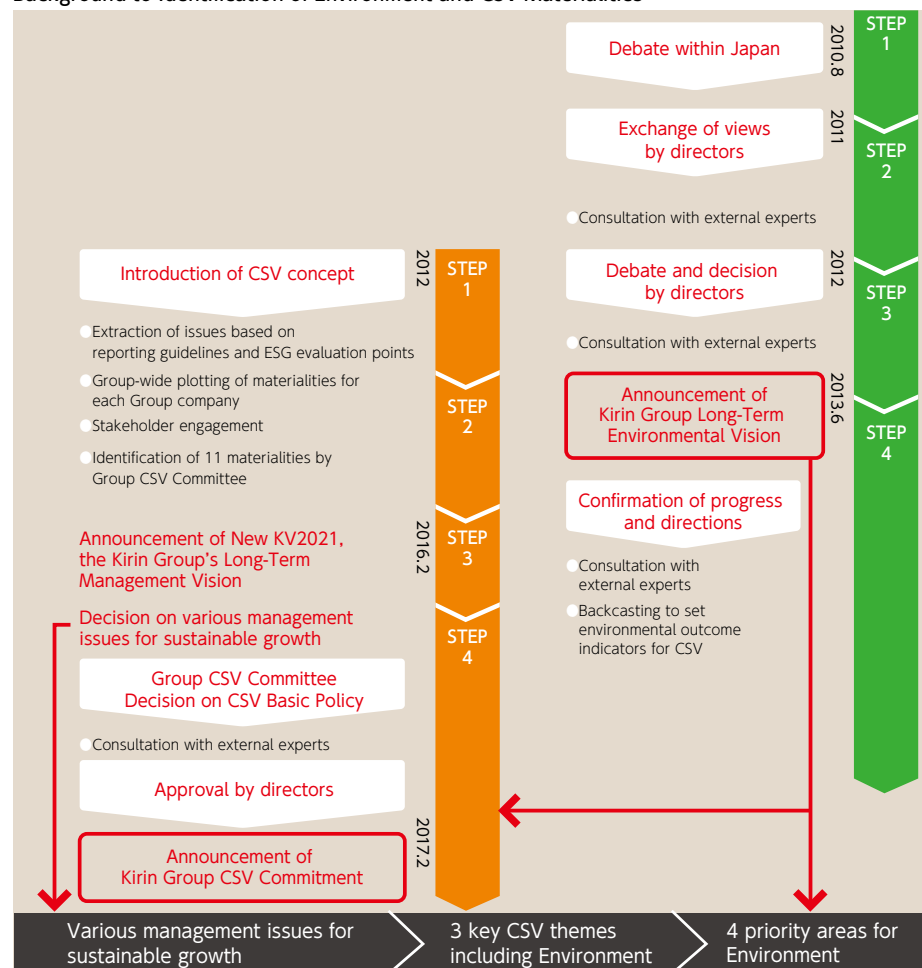 Background to Identification of Environment and CSV Materialities
Debate within Japan
2010.8
STEP
1
Exchange of views
by directors
2011
STEP
2
Consultation with external experts
Debate and decision
by directors
2012
STEP
3
Consultation with external experts
Announcement of
Kirin Group Long-Term
Environmental Vision
2013.6
STEP
4
Confirmation of progress
and directions
Consultation with
external experts
Backcasting to set
environmental outcome
indicators for CSV
Introduction of CSV concept
2012
STEP
1
Extraction of issues based on
reporting guidelines and ESG evaluation points
Group-wide plotting of materialities for
each Group company
Stakeholder engagement
Identification of 11 materialities by
Group CSV Committee
STEP
2
Announcement of New KV2021,
the Kirin Group's Long-Term
Management Vision
2016.2
STEP
3
Decision on various management
issues for sustainable growth
STEP
4
Group CSV Committee
Decision on CSV Basic Policy
Consultation with external experts
Approval by directors
2017.2
Announcement of
Kirin Group CSV Commitment
Various management issues for
sustainable growth
3 key CSV themes
including Environment
4 priority areas for
Environment